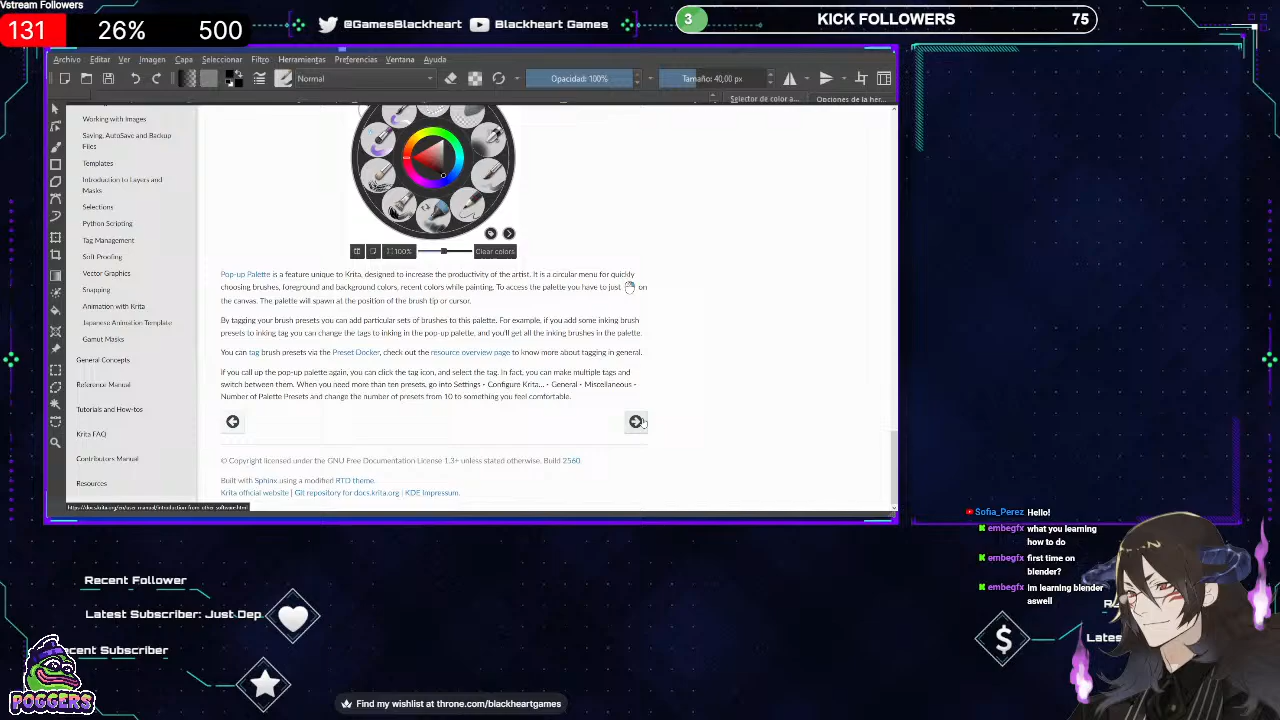 Vstream Followers
131 26% 500
@GamesBlackheart Blackheart Games
3 KICK FOLLOWERS 75
Archivo Editar Ver Imagen Capa Seleccionar Filtro Herramientas Preferencias Ventana Ayuda
Normal Opacidad: 100% Tamaño: 40,00 px
Selector de color a... Opciones de la her...
Working with Images
Saving, AutoSave and Backup
Files
Templates
Introduction to Layers and
Masks
Selections
Python Scripting
Tag Management
Soft Proofing
Vector Graphics
Snapping
Animation with Krita
Japanese Animation Template
Gamut Masks
General Concepts
Reference Manual
Tutorials and How-tos
Krita FAQ
Contributors Manual
Resources
https://docs.krita.org/en/user_manual/introduction_from_other_software.html
100% Clear colors
Pop-up Palette is a feature unique to Krita, designed to increase the productivity of the artist. It is a circular menu for quickly
choosing brushes, foreground and background colors, recent colors while painting. To access the palette you have to just on
the canvas. The palette will spawn at the position of the brush tip or cursor.
By tagging your brush presets you can add particular sets of brushes to this palette. For example, if you add some inking brush
presets to inking tag you can change the tags to inking in the pop-up palette, and you'll get all the inking brushes in the palette.
You can tag brush presets via the Preset Docker, check out the resource overview page to know more about tagging in general.
If you call up the pop-up palette again, you can click the tag icon, and select the tag. In fact, you can make multiple tags and
switch between them. When you need more than ten presets, go into Settings ‣ Configure Krita... ‣ General ‣ Miscellaneous ‣
Number of Palette Presets and change the number of presets from 10 to something you feel comfortable.
© Copyright licensed under the GNU Free Documentation License 1.3+ unless stated otherwise. Build 2560
Built with Sphinx using a modified RTD theme.
Krita official website | Git repository for docs.krita.org | KDE Impressum.
Sofia_Perez Hello!
embegfx what you learning
how to do
embegfx first time on
blender?
embegfx Im learning blender
aswell
Recent Follower
Latest Subscriber: Just Dep
Recent Subscriber
POGGERS
$
Find my wishlist at throne.com/blackheartgames